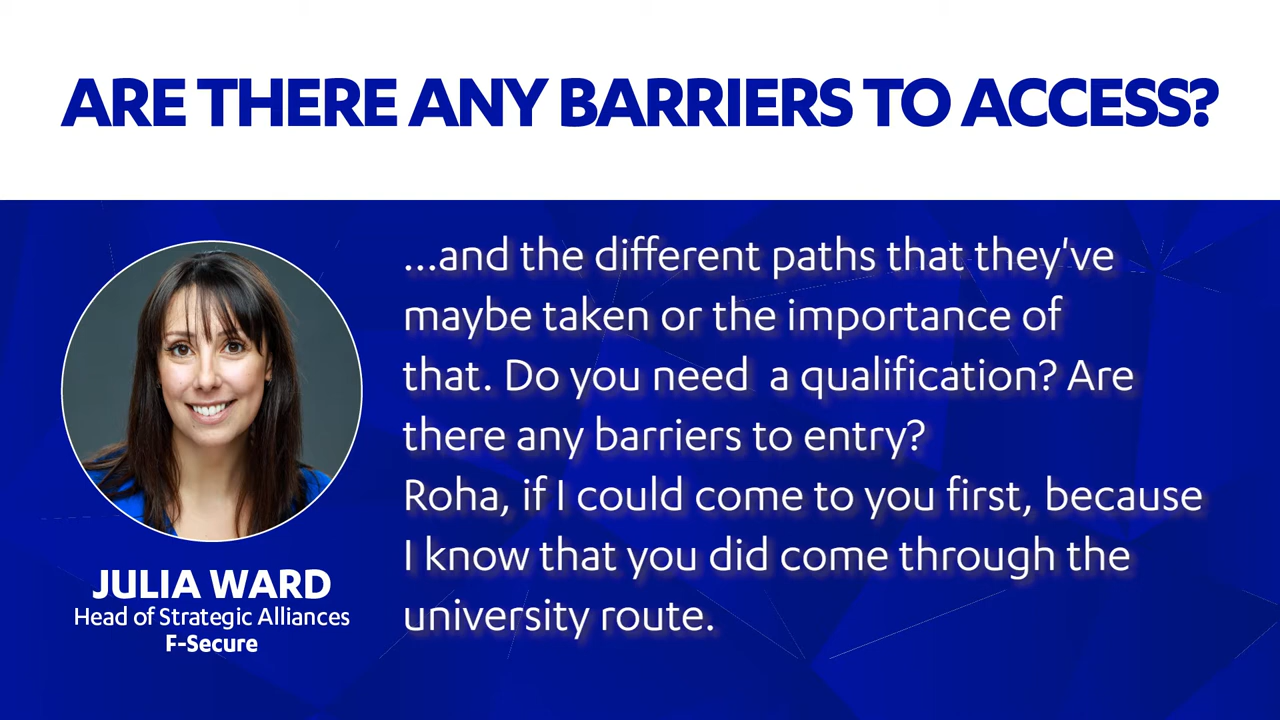 ARE THERE ANY BARRIERS TO ACCESS?
...and the different paths that they've
maybe taken or the importance of
that. Do you need  a qualification? Are
there any barriers to entry?
Roha, if I could come to you first, because
I know that you did come through the
university route.
JULIA WARD
Head of Strategic Alliances
F-Secure